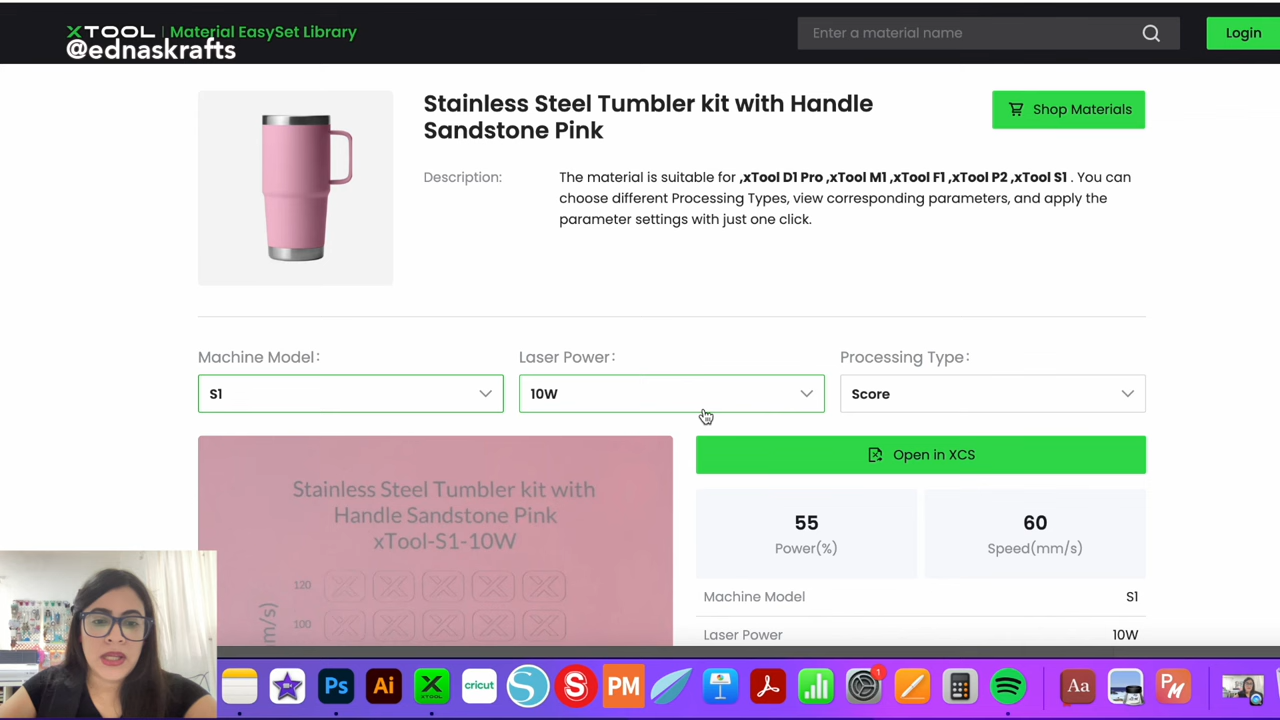 XTOOL | Material EasySet Library
@ednaskrafts
Enter a material name
Login
Stainless Steel Tumbler kit with Handle
Sandstone Pink
Shop Materials
Description:
The material is suitable for ,xTool D1 Pro ,xTool M1 ,xTool F1 ,xTool P2 ,xTool S1 . You can
choose different Processing Types, view corresponding parameters, and apply the
parameter settings with just one click.
Machine Model:
Laser Power:
Processing Type:
S1
10W
Score
Open in XCS
Stainless Steel Tumbler kit with
Handle Sandstone Pink
xTool-S1-10W
120
100
m/s)
55
Power(%)
60
Speed(mm/s)
Machine Model
S1
Laser Power
10W
Ps
Ai
XTOOL
cricut
S
S
PM
1
Aa
PM